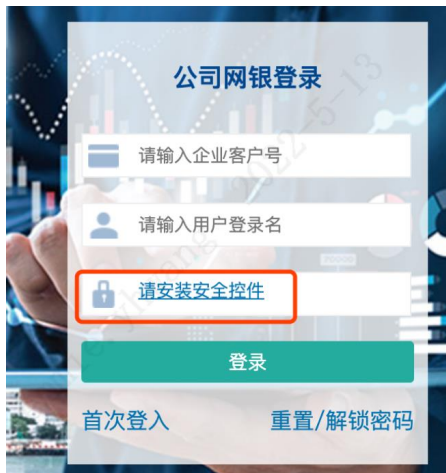 公司网银登录
请输入企业客户号
请输入用户登录名
请安装安全控件
登录
首次登入
重置/解锁密码
20000